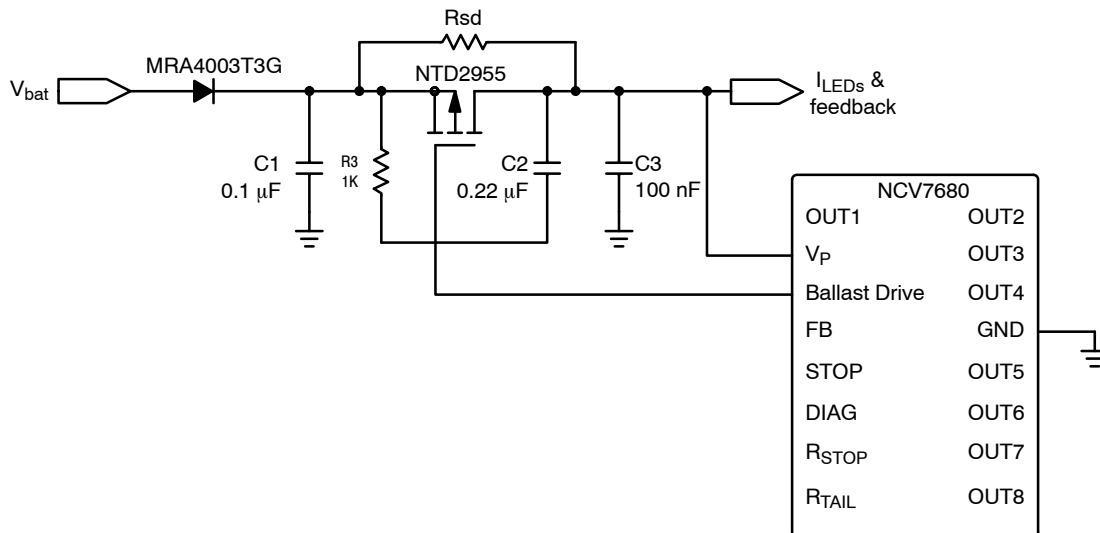 Rsd
MRA4003T3G
NTD2955
V_bat
I_LEDs &
feedback
C1
0.1 μF
R3
1K
C2
0.22 μF
C3
100 nF
NCV7680
OUT1 OUT2
V_P OUT3
Ballast Drive OUT4
FB GND
STOP OUT5
DIAG OUT6
R_STOP OUT7
R_TAIL OUT8